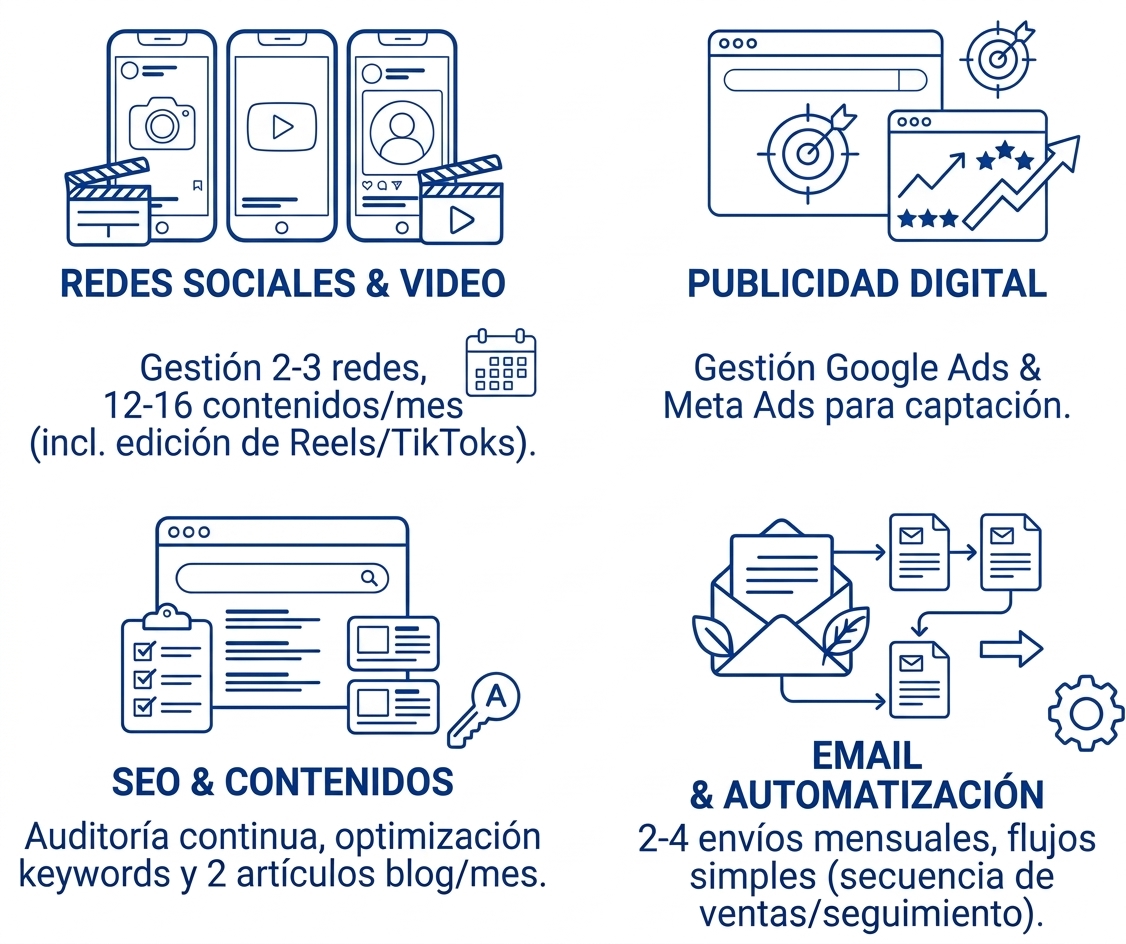 REDES SOCIALES & VIDEO
Gestión 2-3 redes,
12-16 contenidos/mes
(incl. edición de Reels/TikToks).
PUBLICIDAD DIGITAL
Gestión Google Ads &
Meta Ads para captación.
A
SEO & CONTENIDOS
Auditoría continua, optimización
keywords y 2 artículos blog/mes.
EMAIL
& AUTOMATIZACIÓN
2-4 envíos mensuales, flujos
simples (secuencia de
ventas/seguimiento).